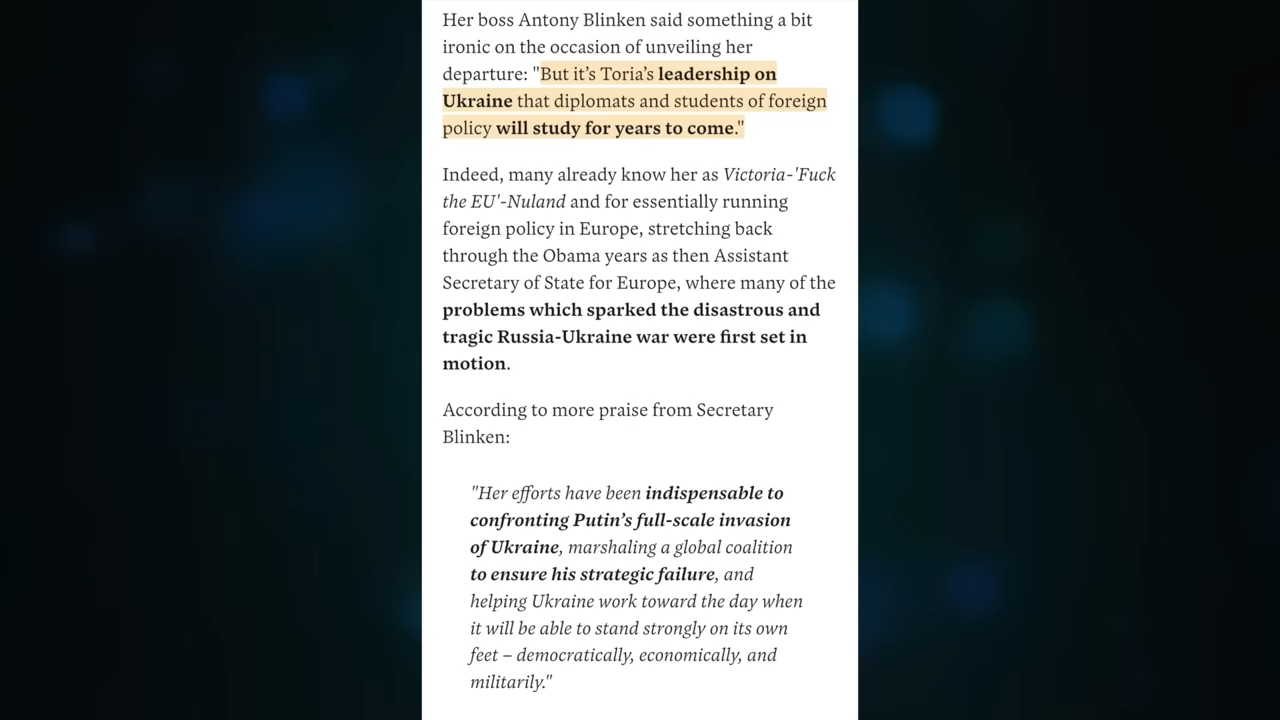 Her boss Antony Blinken said something a bit
ironic on the occasion of unveiling her
departure: "But it’s Toria’s leadership on
Ukraine that diplomats and students of foreign
policy will study for years to come."
Indeed, many already know her as Victoria-'Fuck
the EU'-Nuland and for essentially running
foreign policy in Europe, stretching back
through the Obama years as then Assistant
Secretary of State for Europe, where many of the
problems which sparked the disastrous and
tragic Russia-Ukraine war were first set in
motion.
According to more praise from Secretary
Blinken:
"Her efforts have been indispensable to
confronting Putin’s full-scale invasion
of Ukraine, marshaling a global coalition
to ensure his strategic failure, and
helping Ukraine work toward the day when
it will be able to stand strongly on its own
feet – democratically, economically, and
militarily."